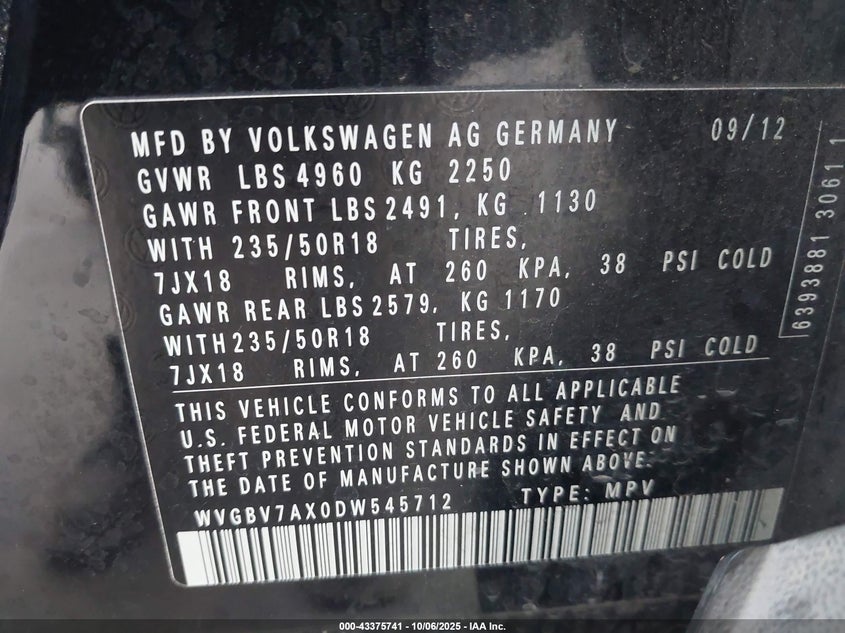 MFD BY VOLKSWAGEN AG GERMANY 09/12
GVWR LBS 4960 KG 2250
GAWR FRONT LBS 2491, KG 1130
WITH 235/50R18 TIRES,
7JX18 RIMS, AT 260 KPA, 38 PSI COLD
GAWR REAR LBS 2579, KG 1170
WITH 235/50R18 TIRES,
7JX18 RIMS, AT 260 KPA, 38 PSI COLD
THIS VEHICLE CONFORMS TO ALL APPLICABLE
U.S. FEDERAL MOTOR VEHICLE SAFETY AND
THEFT PREVENTION STANDARDS IN EFFECT ON
THE DATE OF MANUFACTURE SHOWN ABOVE.
WVGBV7AX0DW545712 TYPE: MPV
6393881 3061 1
000-43375741 - 10/06/2025 - IAA Inc.